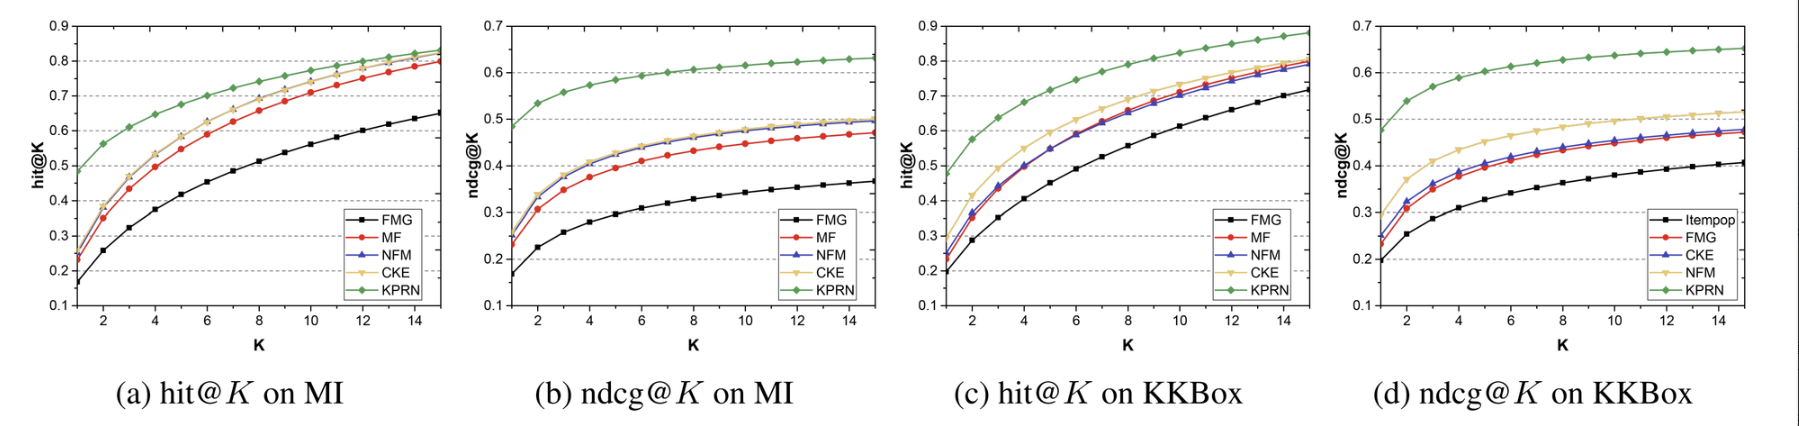 0.9
0.8
0.7
0.6
0.5
0.4
0.3
0.2
0.1
hit@K
2 4 6 8 10 12 14
K
FMG
MF
NFM
CKE
KPRN
(a) hit@K on MI
0.7
0.6
0.5
0.4
0.3
0.2
0.1
ndcg@K
2 4 6 8 10 12 14
K
FMG
MF
NFM
CKE
KPRN
(b) ndcg@K on MI
0.9
0.8
0.7
0.6
0.5
0.4
0.3
0.2
0.1
hit@K
2 4 6 8 10 12 14
K
FMG
MF
NFM
CKE
KPRN
(c) hit@K on KKBox
0.7
0.6
0.5
0.4
0.3
0.2
0.1
ndcg@K
2 4 6 8 10 12 14
K
Itempop
FMG
CKE
NFM
KPRN
(d) ndcg@K on KKBox